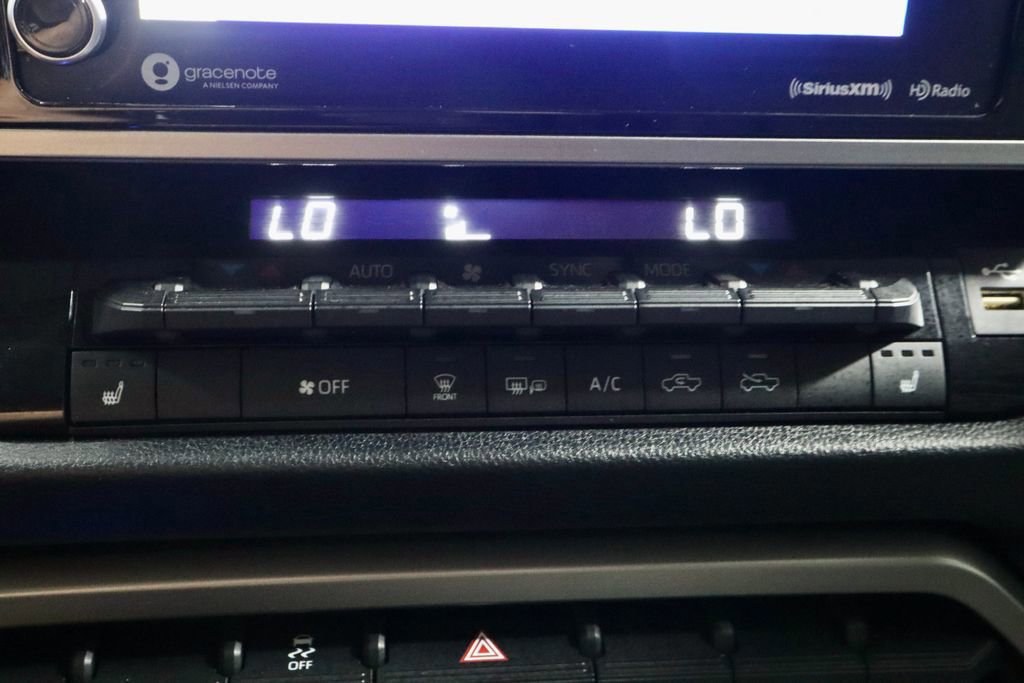 gracenote
A NIELSEN COMPANY
SiriusXM
HD Radio
LO
LO
AUTO
SYNC
MODE
OFF
FRONT
A/C
OFF